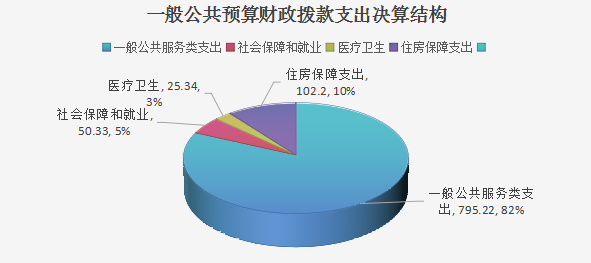 一般公共预算财政拨款支出决算结构
一般公共服务类支出 社会保障和就业 医疗卫生 住房保障支出
住房保障支出,
102.2, 10%
医疗卫生, 25.34,
3%
社会保障和就业,
50.33, 5%
一般公共服务类支
出, 795.22, 82%